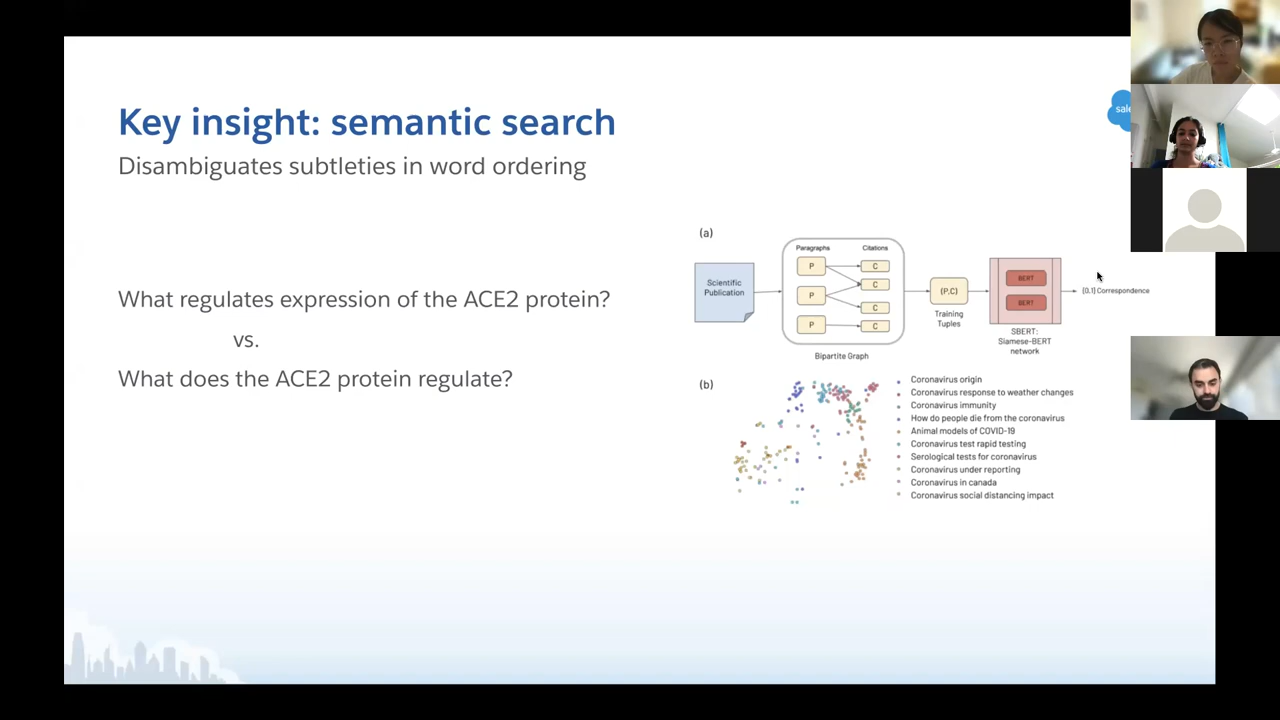 Key insight: semantic search
sale
Disambiguates subtleties in word ordering
What regulates expression of the ACE2 protein?
vs.
What does the ACE2 protein regulate?
(a)
Scientific
Publication
Paragraphs
Citations
P
P
P
C
C
C
C
Bipartite Graph
(P,C)
Training
Tuples
BERT
BERT
SBERT:
Siamese-BERT
network
{0,1} Correspondence
(b)
Coronavirus origin
Coronavirus response to weather changes
Coronavirus immunity
How do people die from the coronavirus
Animal models of COVID-19
Coronavirus test rapid testing
Serological tests for coronavirus
Coronavirus under reporting
Coronavirus in canada
Coronavirus social distancing impact